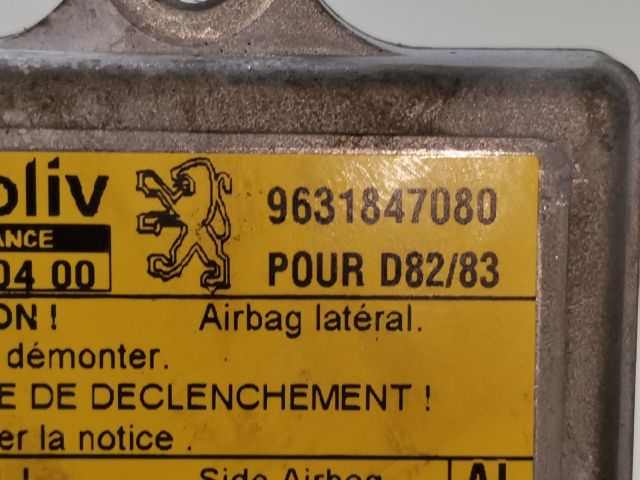 oliv
9631847080
ANCE
04 00
POUR D82/83
ON ! Airbag latéral.
démonter.
E DE DECLENCHEMENT !
er la notice .
! Side Airbag AL